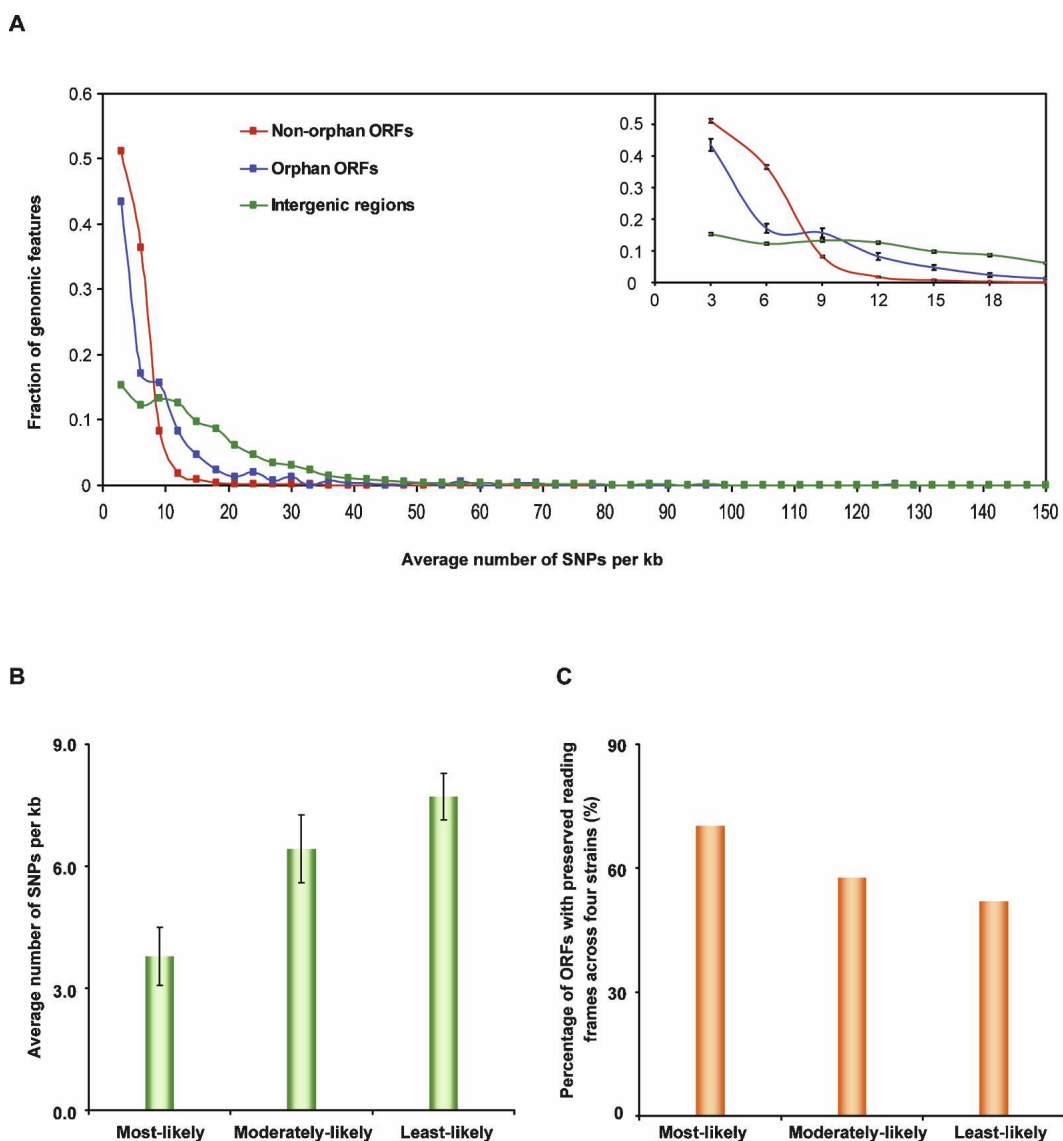 A
0.6
0.5
0.4
0.3
0.2
0.1
0
Fraction of genomic features
Non-orphan ORFs
Orphan ORFs
Intergenic regions
0.5
0.4
0.3
0.2
0.1
0
0 3 6 9 12 15 18
0 10 20 30 40 50 60 70 80 90 100 110 120 130 140 150
Average number of SNPs per kb
B
9.0
6.0
3.0
0.0
Average number of SNPs per kb
Most-likely Moderately-likely Least-likely
C
90
60
30
0
Percentage of ORFs with preserved reading
frames across four strains (%)
Most-likely Moderately-likely Least-likely